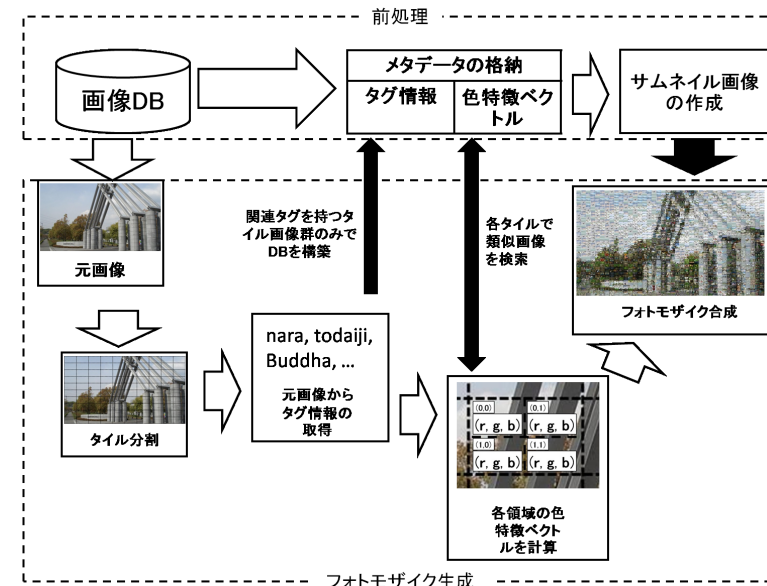 前処理
画像DB
メタデータの格納
タグ情報
色特徴ベク
トル
サムネイル画像
の作成
元画像
関連タグを持つタ
イル画像群のみで
DBを構築
各タイルで
類似画像
を検索
フォトモザイク合成
タイル分割
nara, todaiji,
Buddha, ...
元画像から
タグ情報の
取得
(0,0)
(0,1)
(r, g, b)
(r, g, b)
(1,0)
(1,1)
(r, g, b)
(r, g, b)
各領域の色
特徴ベクト
ルを計算
フォトモザイク生成